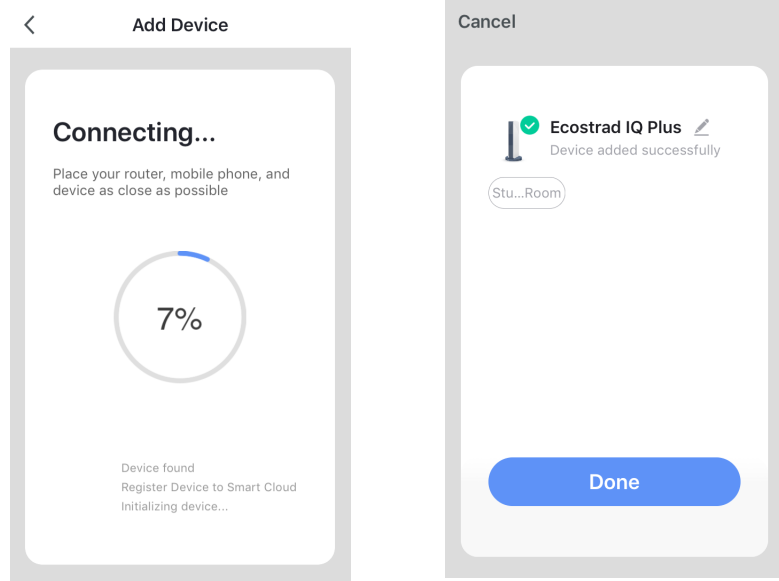 Add Device
Connecting...
Place your router, mobile phone, and
device as close as possible
7%
Device found
Register Device to Smart Cloud
Initializing device...
Cancel
Ecostrad IQ Plus
Device added successfully
Stu...Room
Done